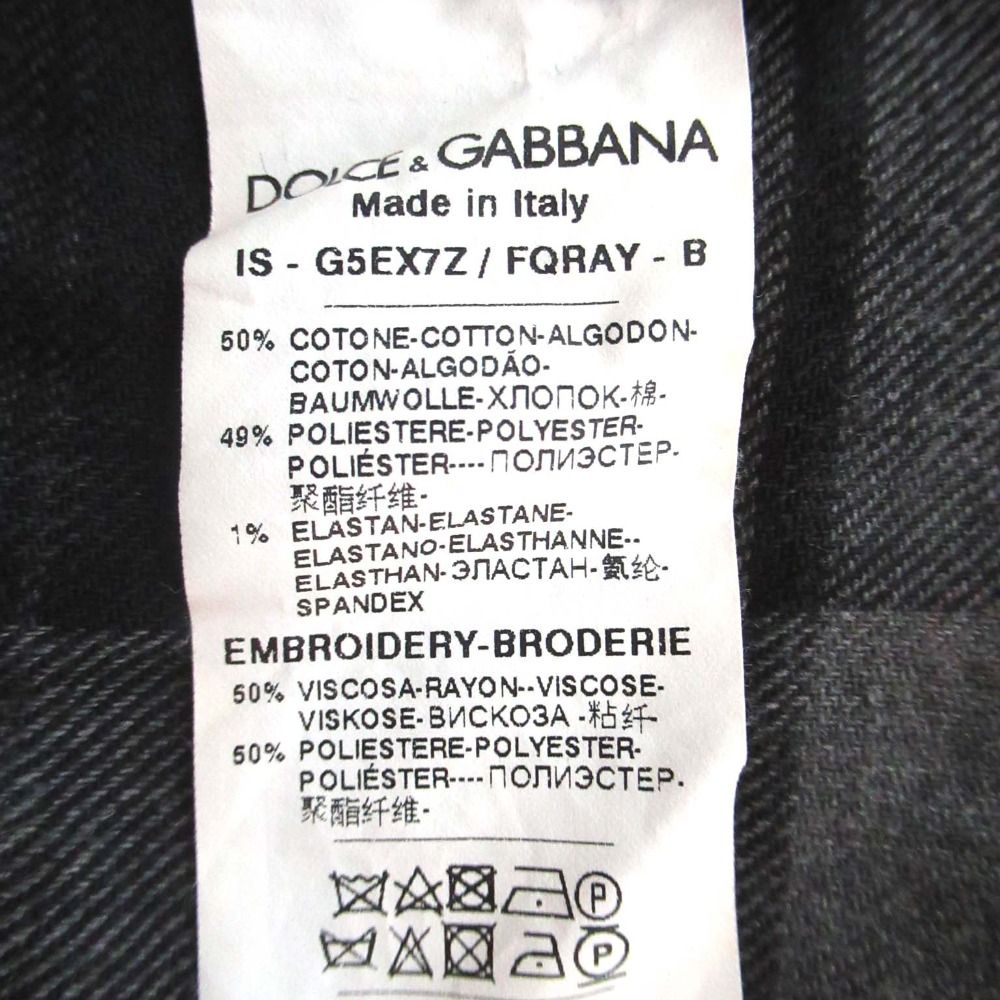 DOLCE & GABBANA
Made in Italy
IS - G5EX7Z / FQRAY - B
50% COTONE-COTTON-ALGODON-
COTON-ALGODÃO-
BAUMWOLLE-ХЛОПОК-棉-
49% POLIESTERE-POLYESTER-
POLIÉSTER----ПОЛИЭСТЕР-
聚酯纤维-
1% ELASTAN-ELASTANE-
ELASTANO-ELASTHANNE--
ELASTHAN-ЭЛАСТАН-氨纶-
SPANDEX
EMBROIDERY-BRODERIE
50% VISCOSA-RAYON--VISCOSE-
VISKOSE-ВИСКОЗА -粘纤-
50% POLIESTERE-POLYESTER-
POLIÉSTER----ПОЛИЭСТЕР-
聚酯纤维-
P
P